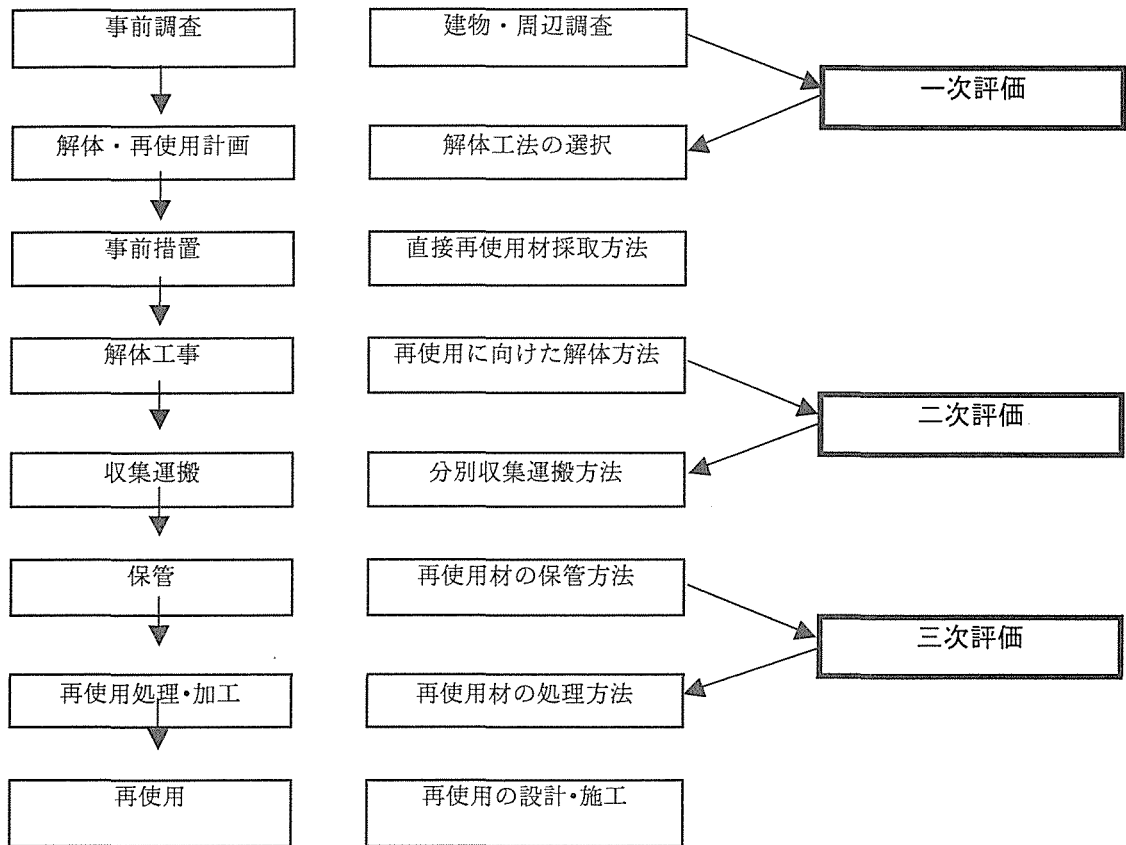 事前調査
建物・周辺調査
一次評価
解体・再使用計画
解体工法の選択
事前措置
直接再使用材採取方法
解体工事
再使用に向けた解体方法
二次評価
収集運搬
分別収集運搬方法
保管
再使用材の保管方法
三次評価
再使用処理・加工
再使用材の処理方法
再使用
再使用の設計・施工